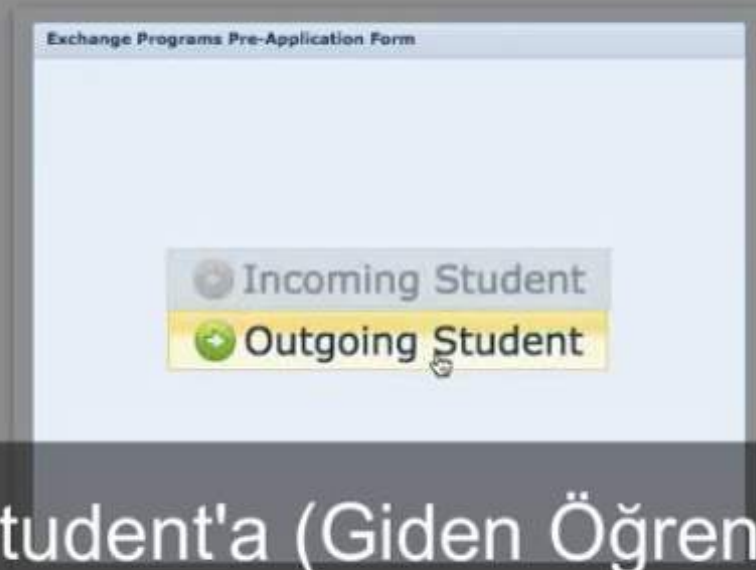 Exchange Programs Pre-Application Form
Incoming Student
Outgoing Student
tudent'a (Giden Öğren